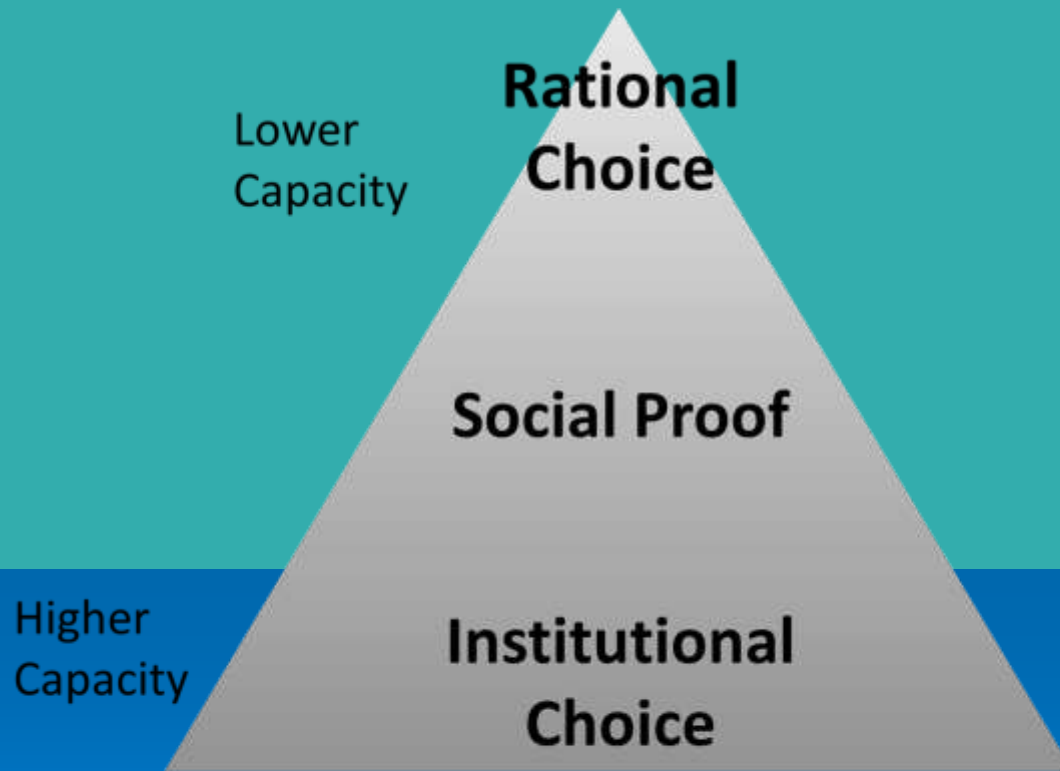 Rational
Choice
Lower
Capacity
Social Proof
Higher
Capacity
Institutional
Choice